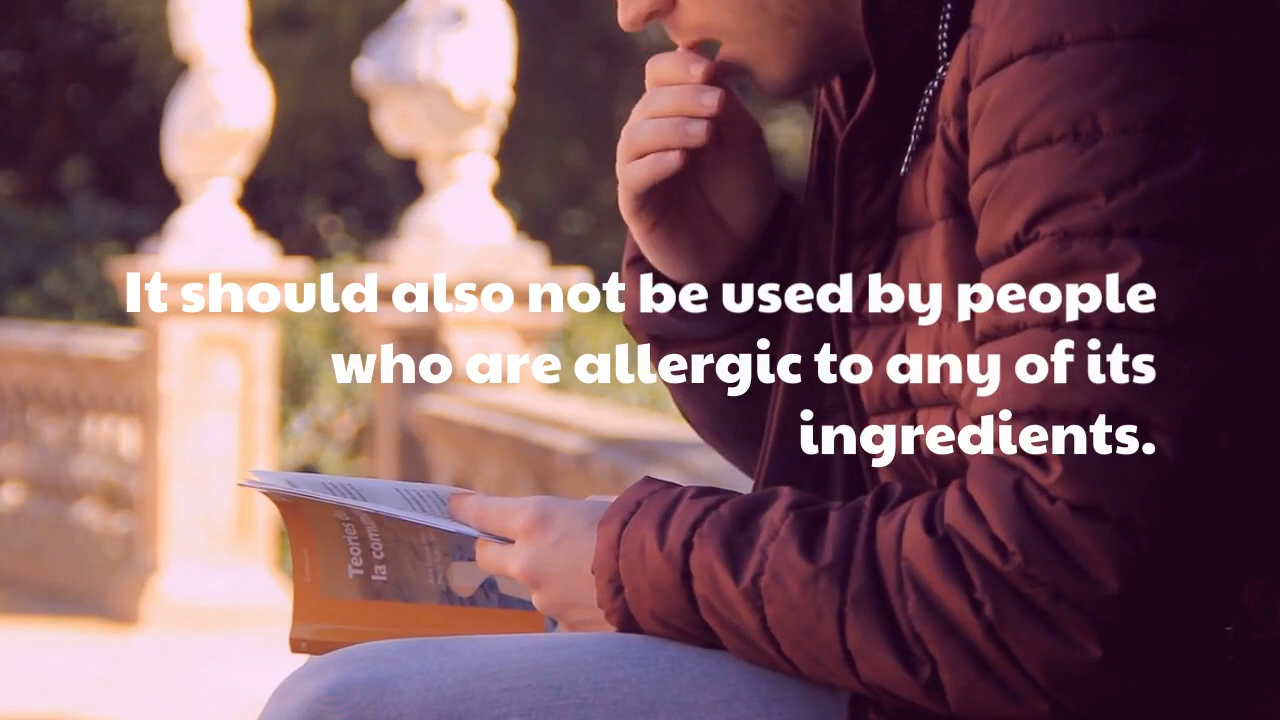 It should also not be used by people
who are allergic to any of its
ingredients.
Teories
la comu